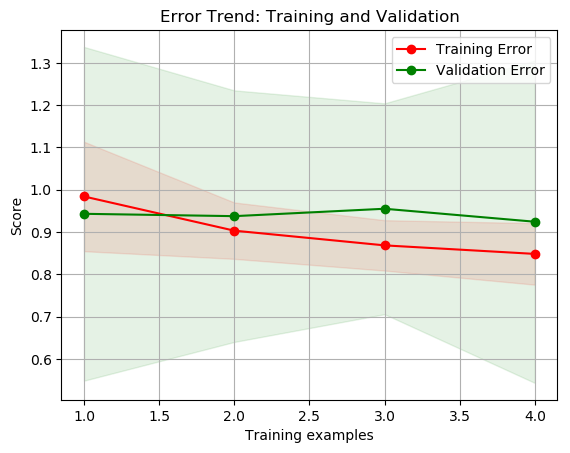 Error Trend: Training and Validation
Training Error
Validation Error
Score
1.3
1.2
1.1
1.0
0.9
0.8
0.7
0.6
1.0 1.5 2.0 2.5 3.0 3.5 4.0
Training examples